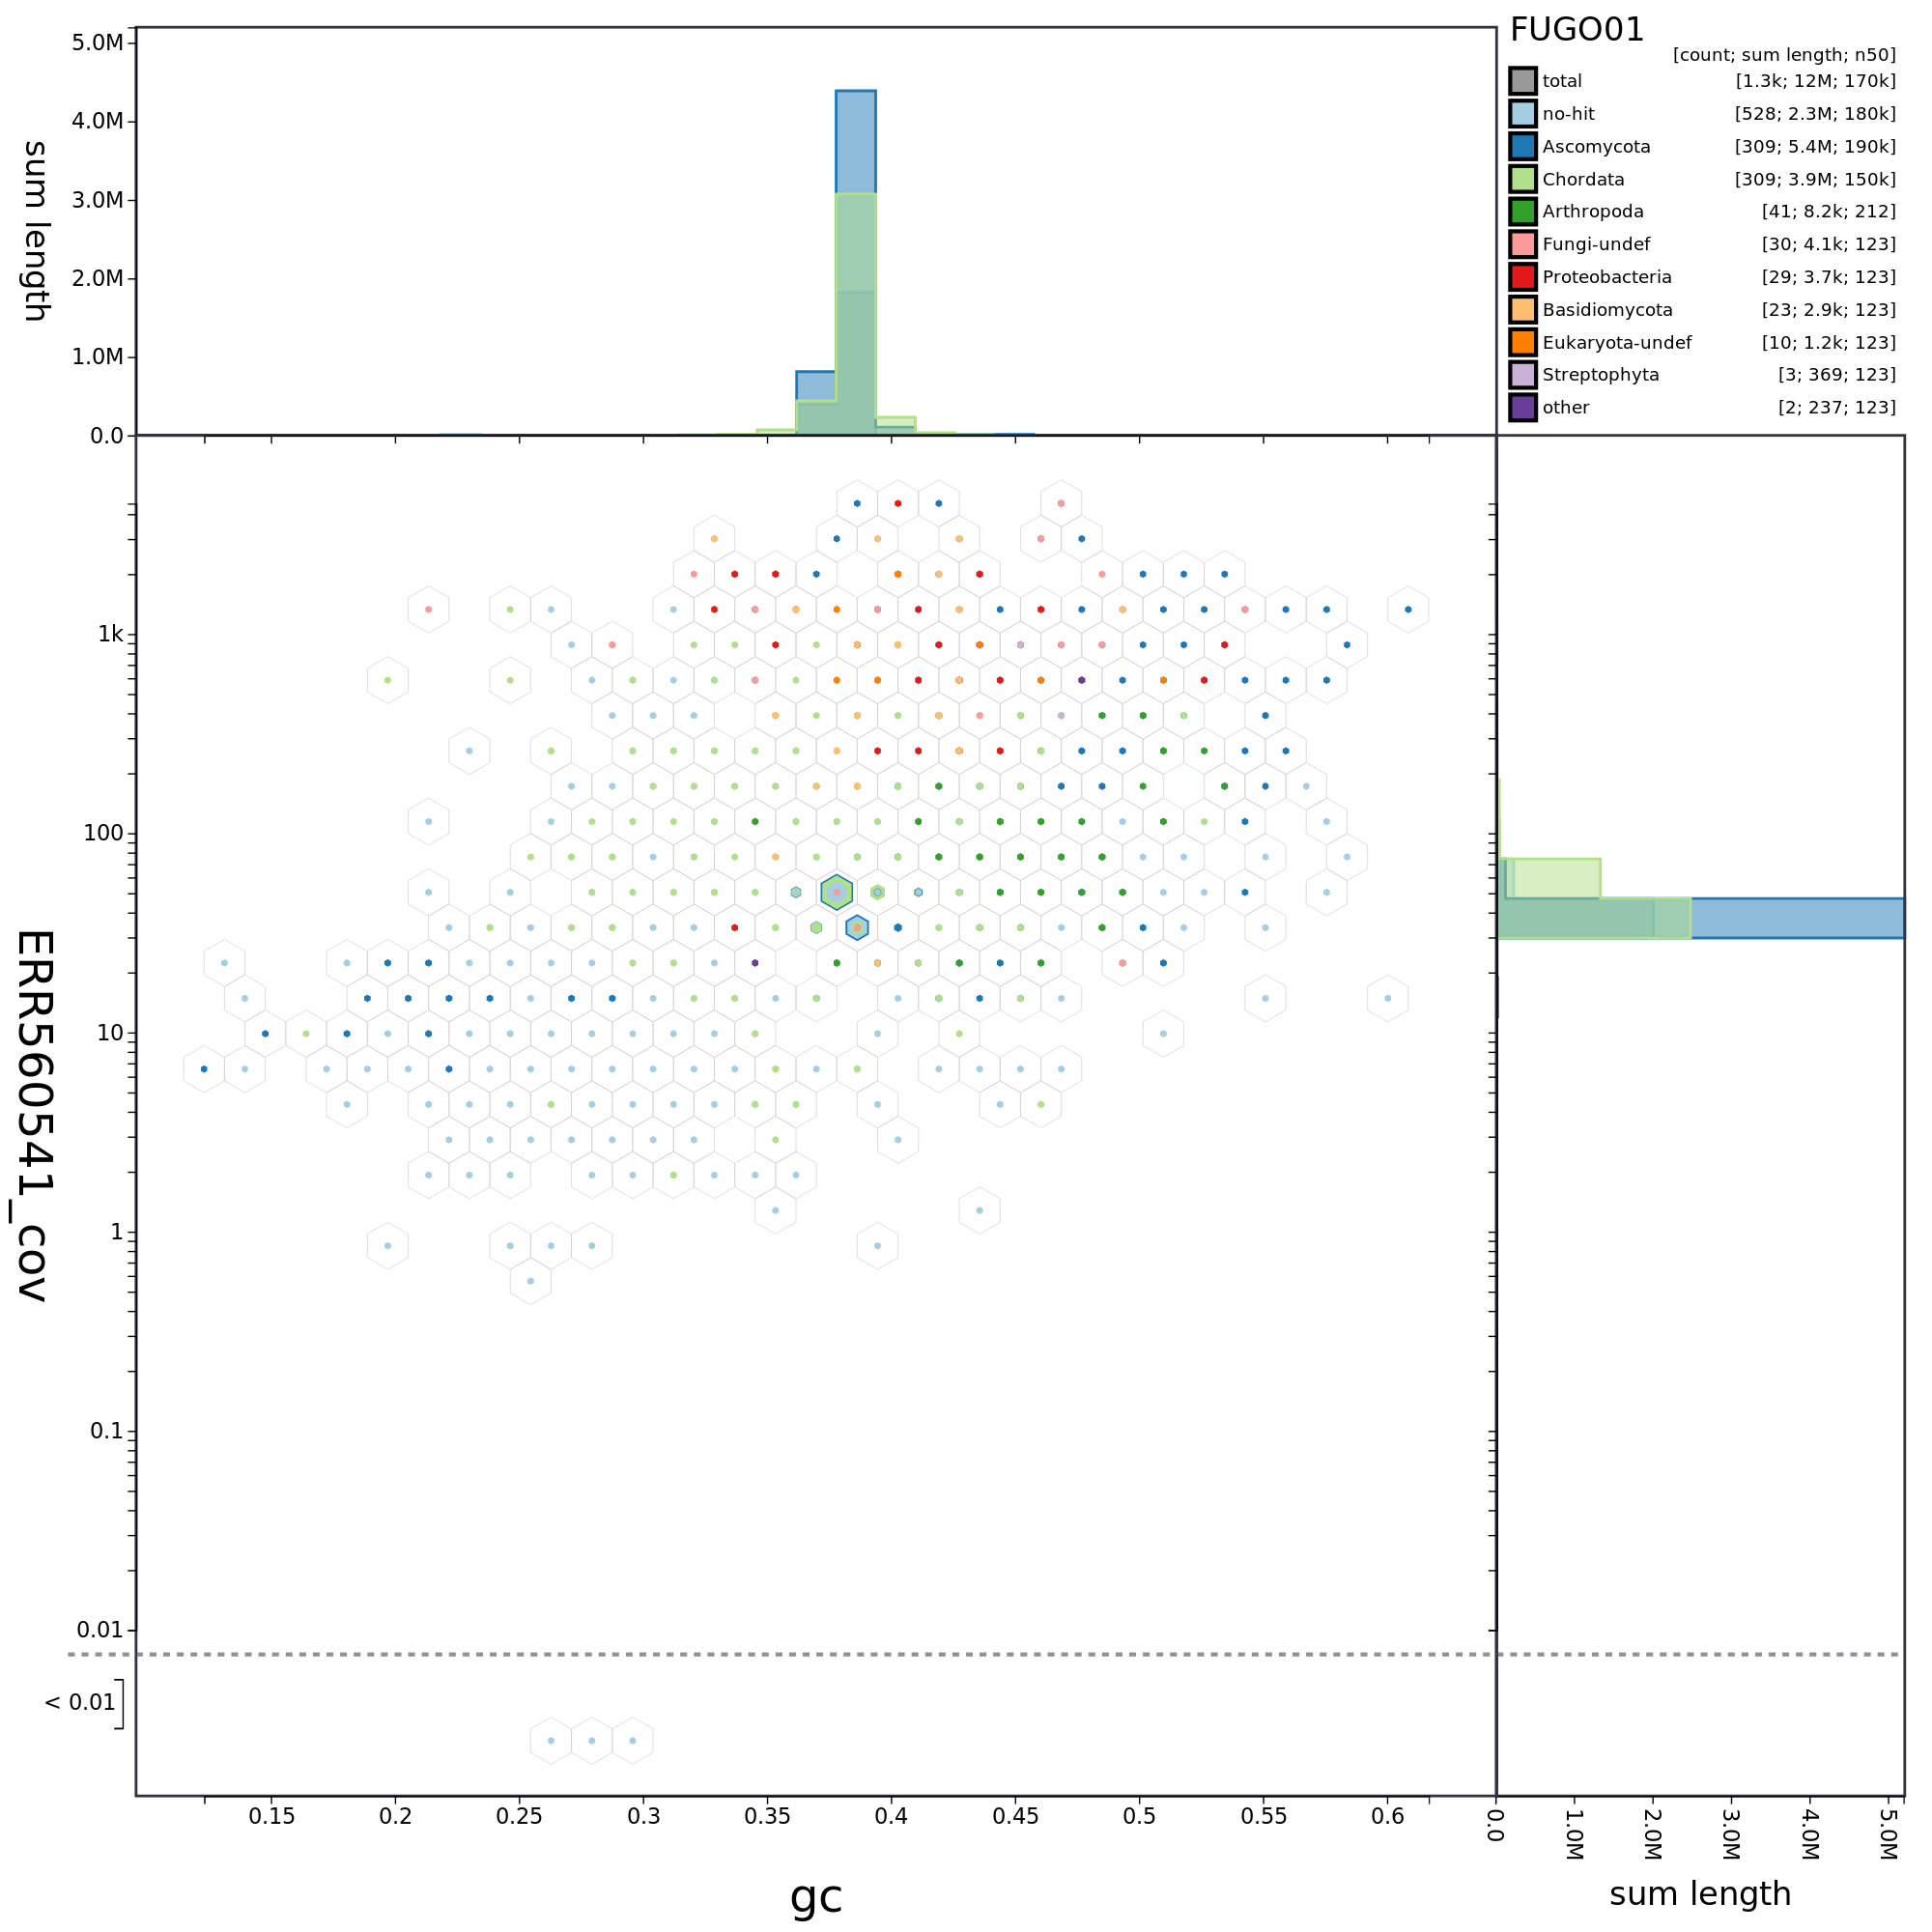 FUGO01
[count; sum length; n50]
total [1.3k; 12M; 170k]
no-hit [528; 2.3M; 180k]
Ascomycota [309; 5.4M; 190k]
Chordata [309; 3.9M; 150k]
Arthropoda [41; 8.2k; 212]
Fungi-undef [30; 4.1k; 123]
Proteobacteria [29; 3.7k; 123]
Basidiomycota [23; 2.9k; 123]
Eukaryota-undef [10; 1.2k; 123]
Streptophyta [3; 369; 123]
other [2; 237; 123]
sum length
5.0M
4.0M
3.0M
2.0M
1.0M
0.0
ERR560541_cov
1k
100
10
1
0.1
0.01
< 0.01
0.15 0.2 0.25 0.3 0.35 0.4 0.45 0.5 0.55 0.6
gc
0.0 1.0M 2.0M 3.0M 4.0M 5.0M
sum length